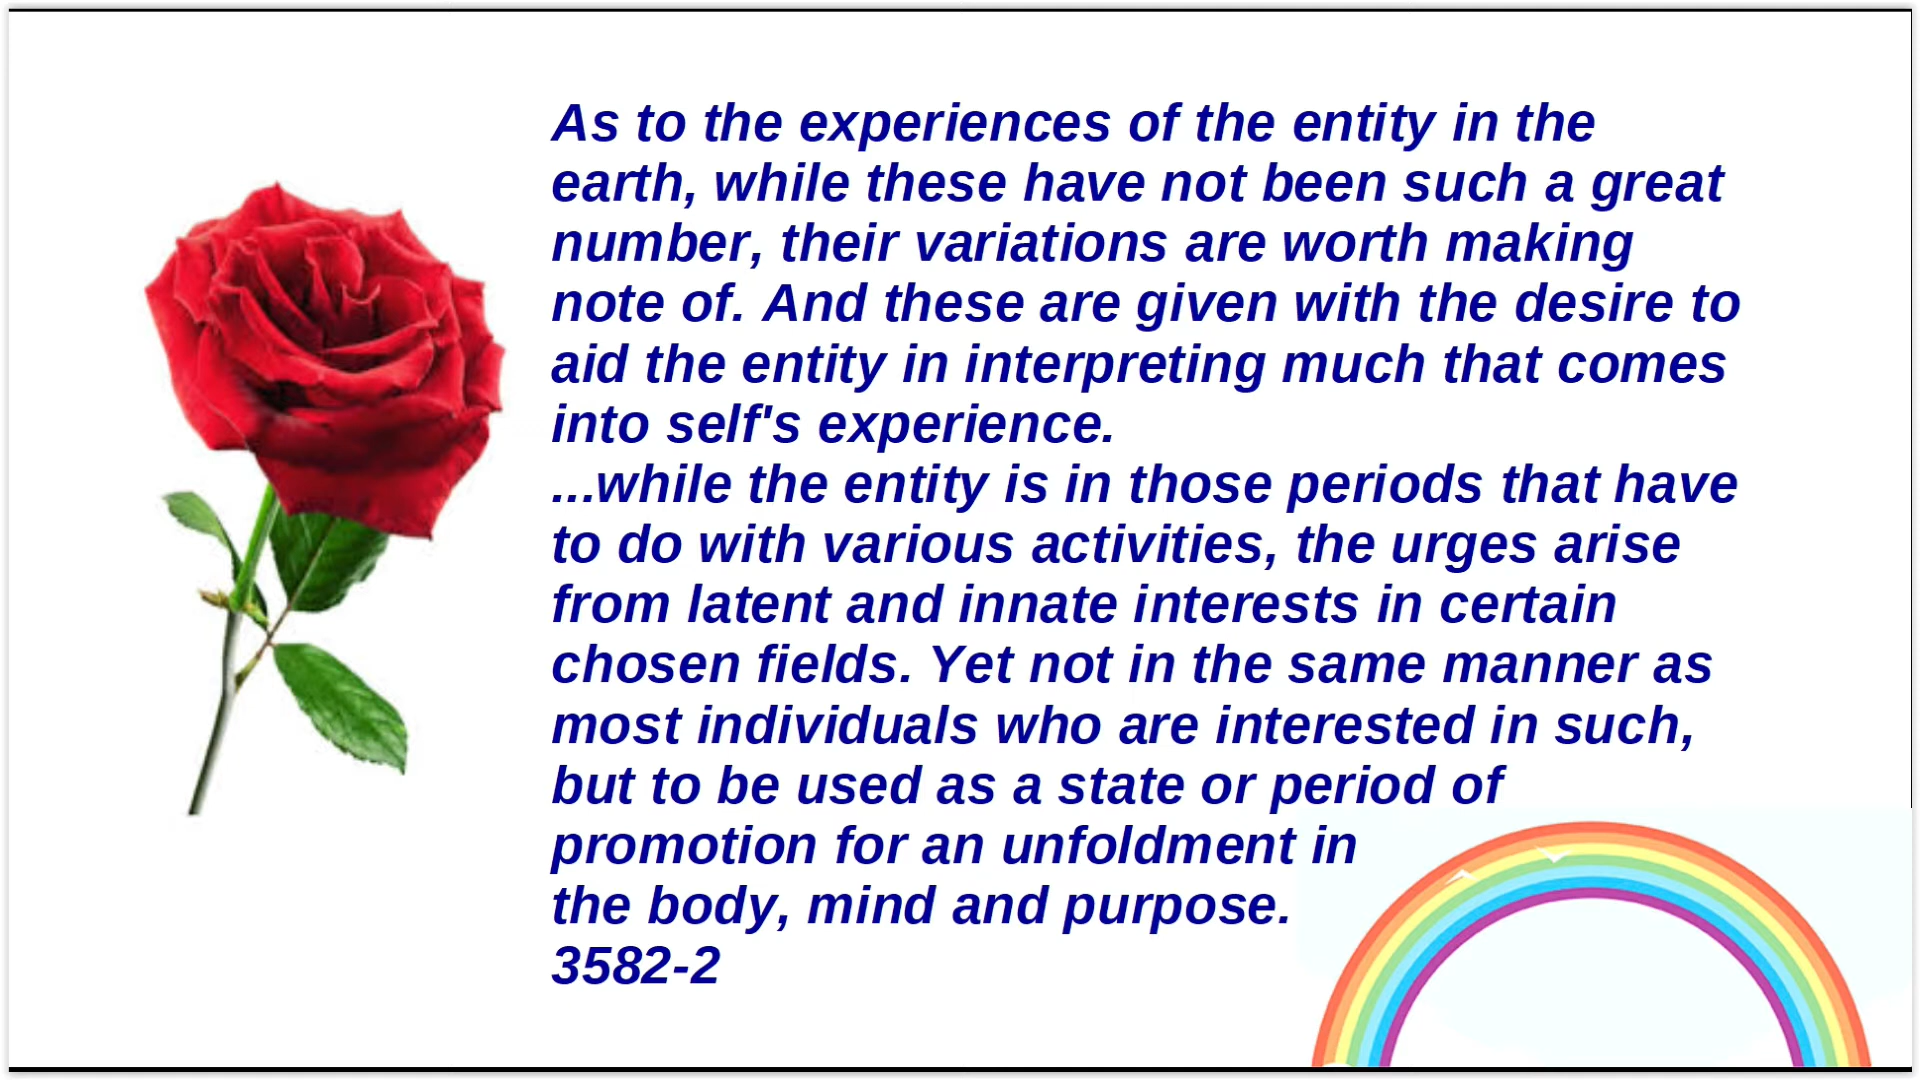 As to the experiences of the entity in the
earth, while these have not been such a great
number, their variations are worth making
note of. And these are given with the desire to
aid the entity in interpreting much that comes
into self's experience.
...while the entity is in those periods that have
to do with various activities, the urges arise
from latent and innate interests in certain
chosen fields. Yet not in the same manner as
most individuals who are interested in such,
but to be used as a state or period of
promotion for an unfoldment in
the body, mind and purpose.
3582-2